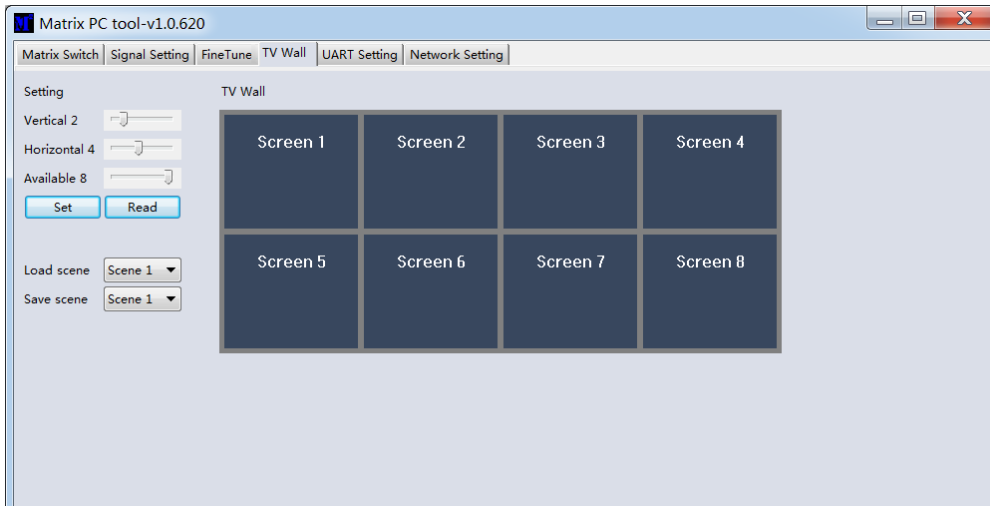 Matrix PC tool-v1.0.620
Matrix Switch Signal Setting FineTune TV Wall UART Setting Network Setting
Setting
TV Wall
Vertical 2
Horizontal 4
Available 8
Set Read
Load scene Scene 1
Save scene Scene 1
Screen 1 Screen 2 Screen 3 Screen 4
Screen 5 Screen 6 Screen 7 Screen 8